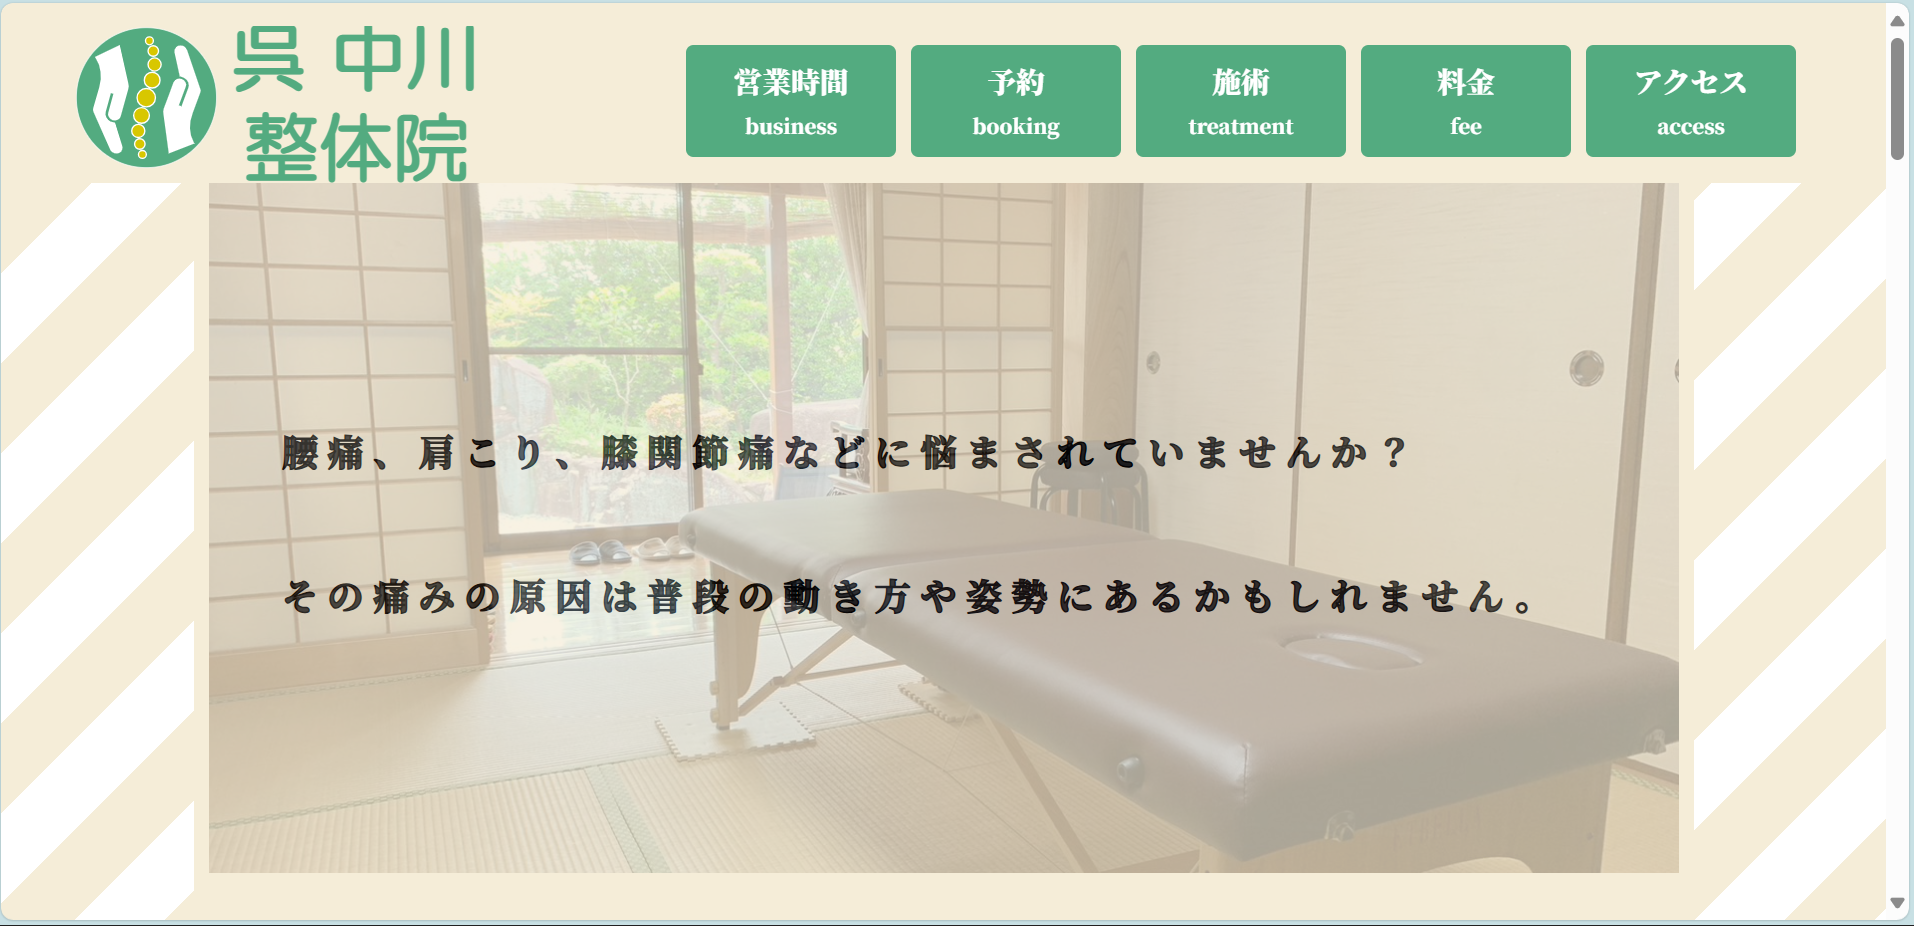 呉 中川
整体院
営業時間
business
予約
booking
施術
treatment
料金
fee
アクセス
access
腰痛、肩こり、膝関節痛などに悩まされていませんか？
その痛みの原因は普段の動き方や姿勢にあるかもしれません。